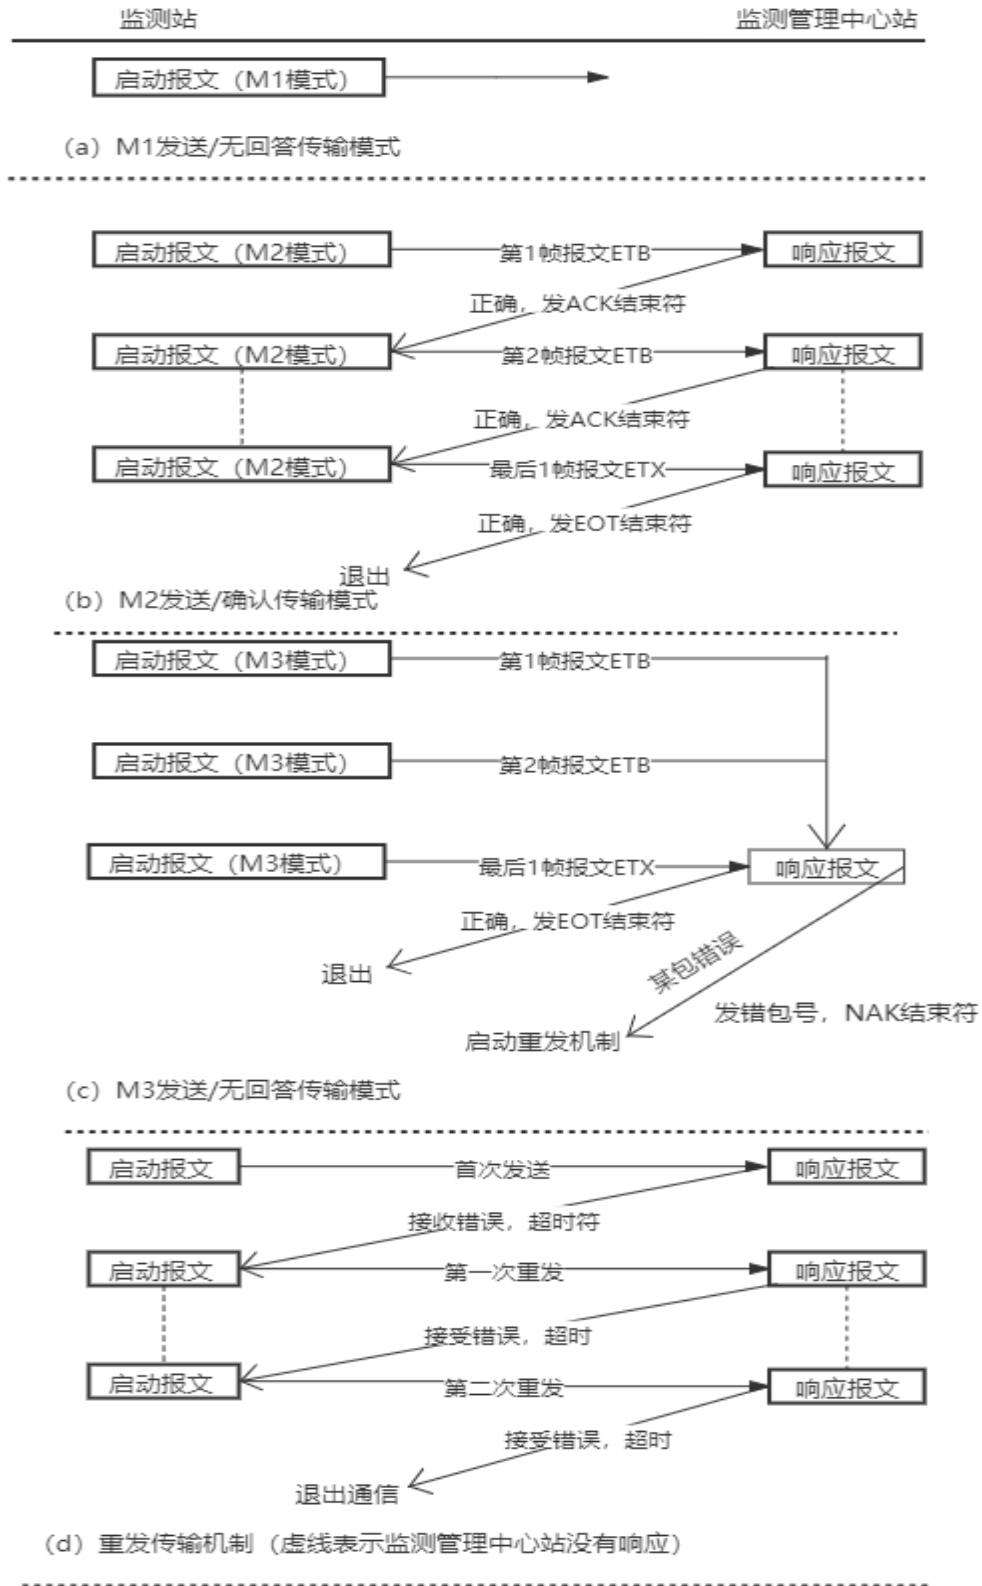 监测站 监测管理中心站
启动报文（M1模式）
（a）M1发送/无回答传输模式
启动报文（M2模式） 第1帧报文ETB 响应报文
正确，发ACK结束符
启动报文（M2模式） 第2帧报文ETB 响应报文
正确，发ACK结束符
启动报文（M2模式） 最后1帧报文ETX 响应报文
正确，发EOT结束符
退出
（b）M2发送/确认传输模式
启动报文（M3模式） 第1帧报文ETB
启动报文（M3模式） 第2帧报文ETB
启动报文（M3模式） 最后1帧报文ETX 响应报文
正确，发EOT结束符
某包错误
退出
发错包号，NAK结束符
启动重发机制
（c）M3发送/无回答传输模式
启动报文 首次发送 响应报文
接收错误，超时符
启动报文 第一次重发 响应报文
接受错误，超时
启动报文 第二次重发 响应报文
接受错误，超时
退出通信
（d）重发传输机制（虚线表示监测管理中心站没有响应）